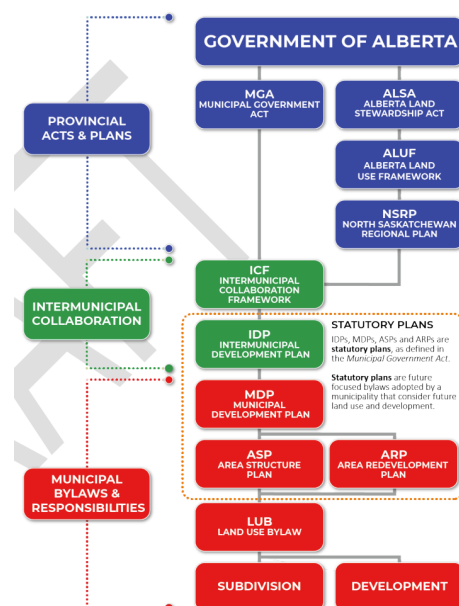 GOVERNMENT OF ALBERTA
MGA
MUNICIPAL GOVERNMENT
ACT
ALSA
ALBERTA LAND
STEWARDSHIP ACT
PROVINCIAL
ACTS & PLANS
ALUF
ALBERTA LAND
USE FRAMEWORK
NSRP
NORTH SASKATCHEWAN
REGIONAL PLAN
ICF
INTERMUNICIPAL
COLLABORATION
FRAMEWORK
INTERMUNICIPAL
COLLABORATION
IDP
INTERMUNICIPAL
DEVELOPMENT PLAN
STATUTORY PLANS
IDPs, MDPs, ASPs and ARPs are
statutory plans, as defined in
the Municipal Government Act.
Statutory plans are future
focused bylaws adopted by a
municipality that consider future
land use and development.
MDP
MUNICIPAL
DEVELOPMENT PLAN
ASP
AREA STRUCTURE
PLAN
ARP
AREA REDEVELOPMENT
PLAN
MUNICIPAL
BYLAWS &
RESPONSIBILITIES
LUB
LAND USE BYLAW
SUBDIVISION
DEVELOPMENT